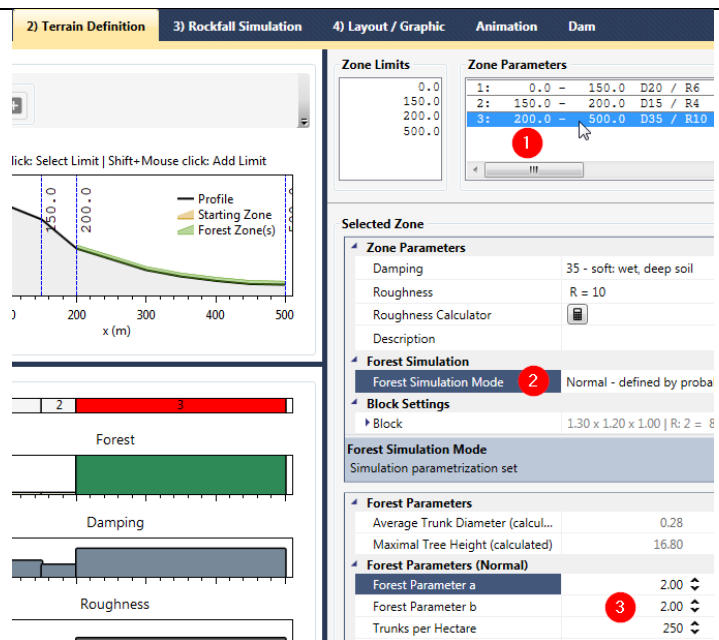 2) Terrain Definition 3) Rockfall Simulation 4) Layout / Graphic Animation Dam
Zone Limits
0.0
150.0
200.0
500.0
Zone Parameters
1: 0.0 - 150.0 D20 / R6
2: 150.0 - 200.0 D15 / R4
3: 200.0 - 500.0 D35 / R10
1
lick: Select Limit | Shift+Mouse click: Add Limit
150.0
200.0
Profile
Starting Zone
Forest Zone(s)
200 300 400 500
x (m)
2 3
Forest
Damping
Roughness
Selected Zone
Zone Parameters
Damping 35 - soft: wet, deep soil
Roughness R = 10
Roughness Calculator
Description
Forest Simulation
Forest Simulation Mode 2 Normal - defined by proba
Block Settings
Block 1.30 x 1.20 x 1.00 | R: 2 = 8
Forest Simulation Mode
Simulation parametrization set
Forest Parameters
Average Trunk Diameter (calcul... 0.28
Maximal Tree Height (calculated) 16.80
Forest Parameters (Normal)
Forest Parameter a 2.00
Forest Parameter b 3 2.00
Trunks per Hectare 250